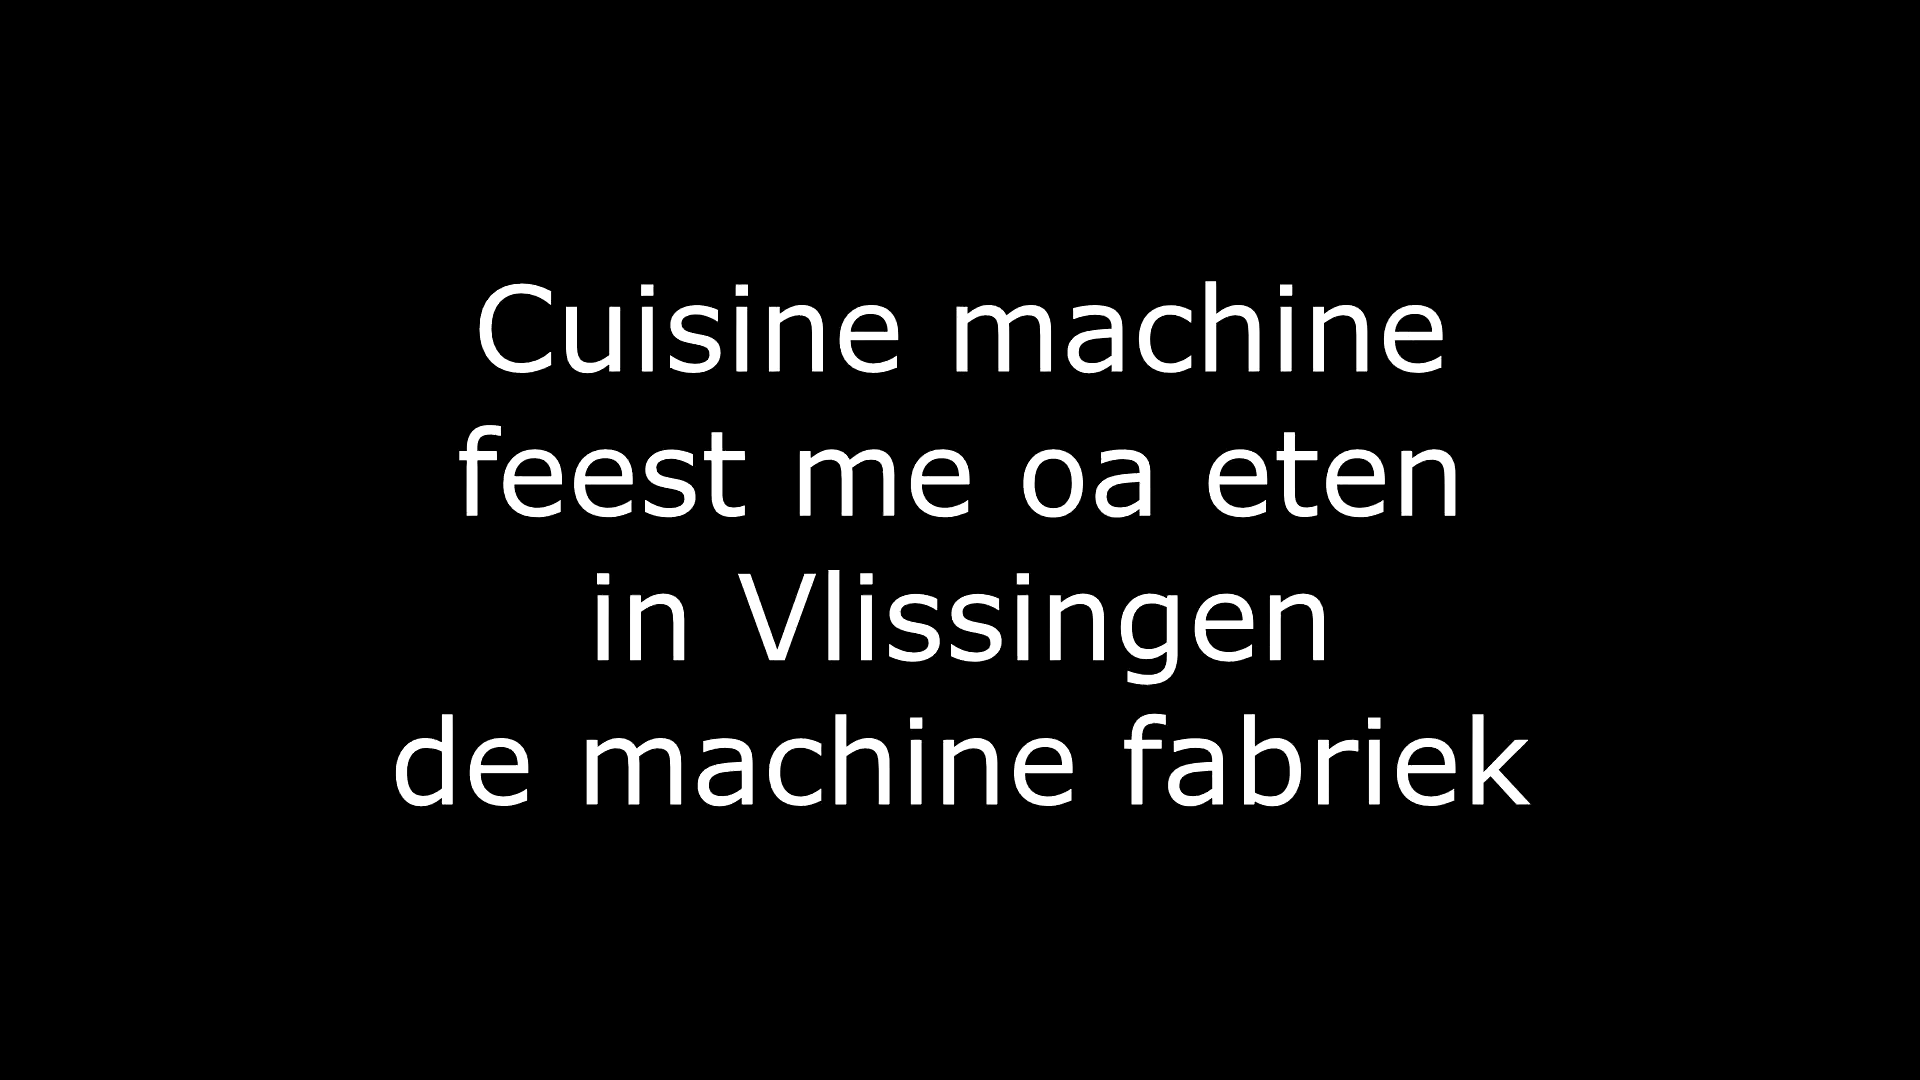 Cuisine machine
feest me oa eten
in Vlissingen
de machine fabriek